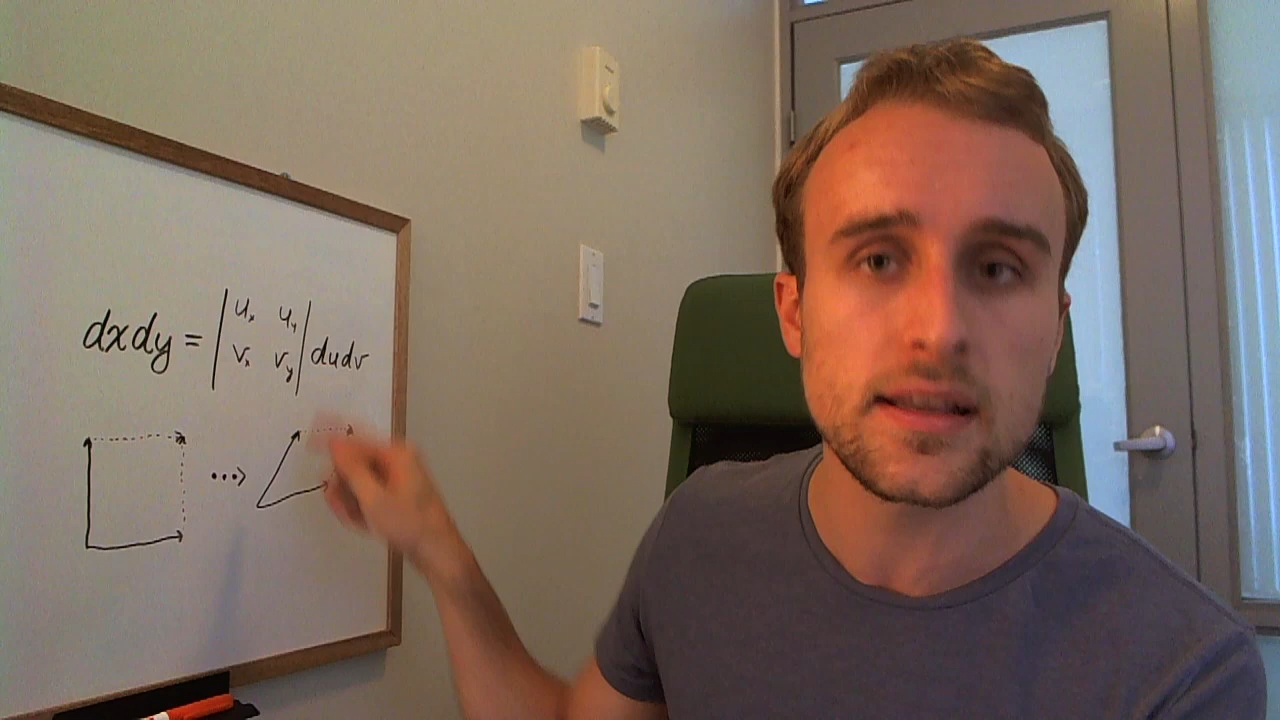 dxdy = | uₓ u_y | dudv
| vₓ v_y |